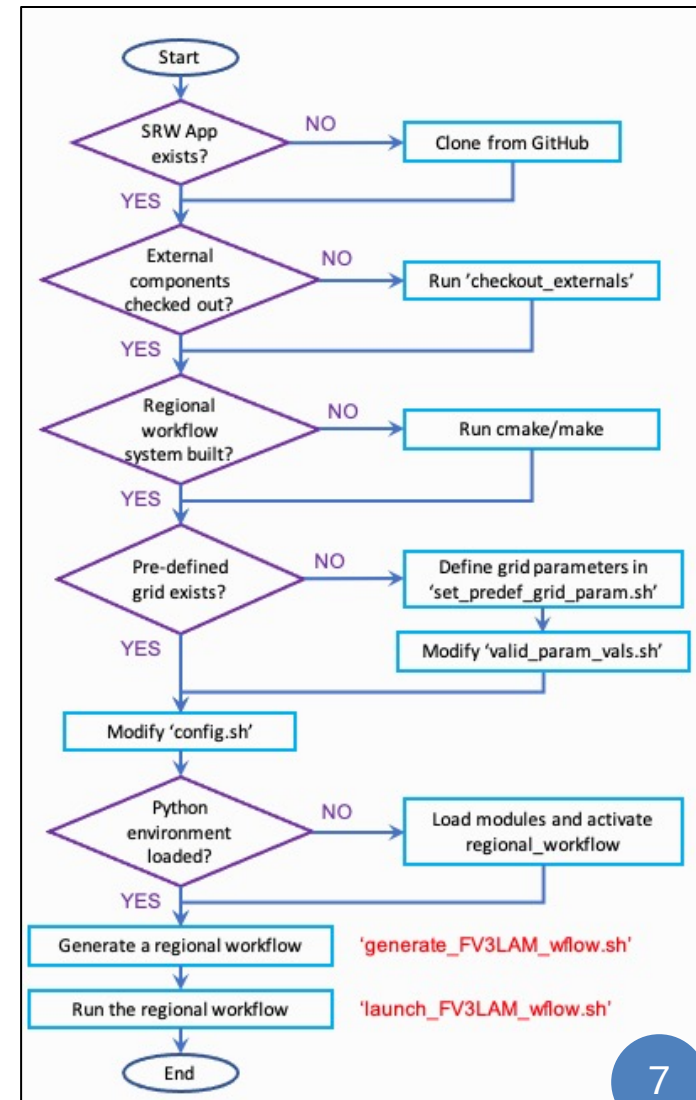 Start
SRW App
exists?
NO
Clone from GitHub
YES
External
components
checked out?
NO
Run 'checkout_externals'
YES
Regional
workflow
system built?
NO
Run cmake/make
YES
Pre-defined
grid exists?
NO
Define grid parameters in
'set_predef_grid_param.sh'
Modify 'valid_param_vals.sh'
YES
Modify 'config.sh'
Python
environment
loaded?
NO
Load modules and activate
regional_workflow
YES
Generate a regional workflow
'generate_FV3LAM_wflow.sh'
Run the regional workflow
'launch_FV3LAM_wflow.sh'
End
7